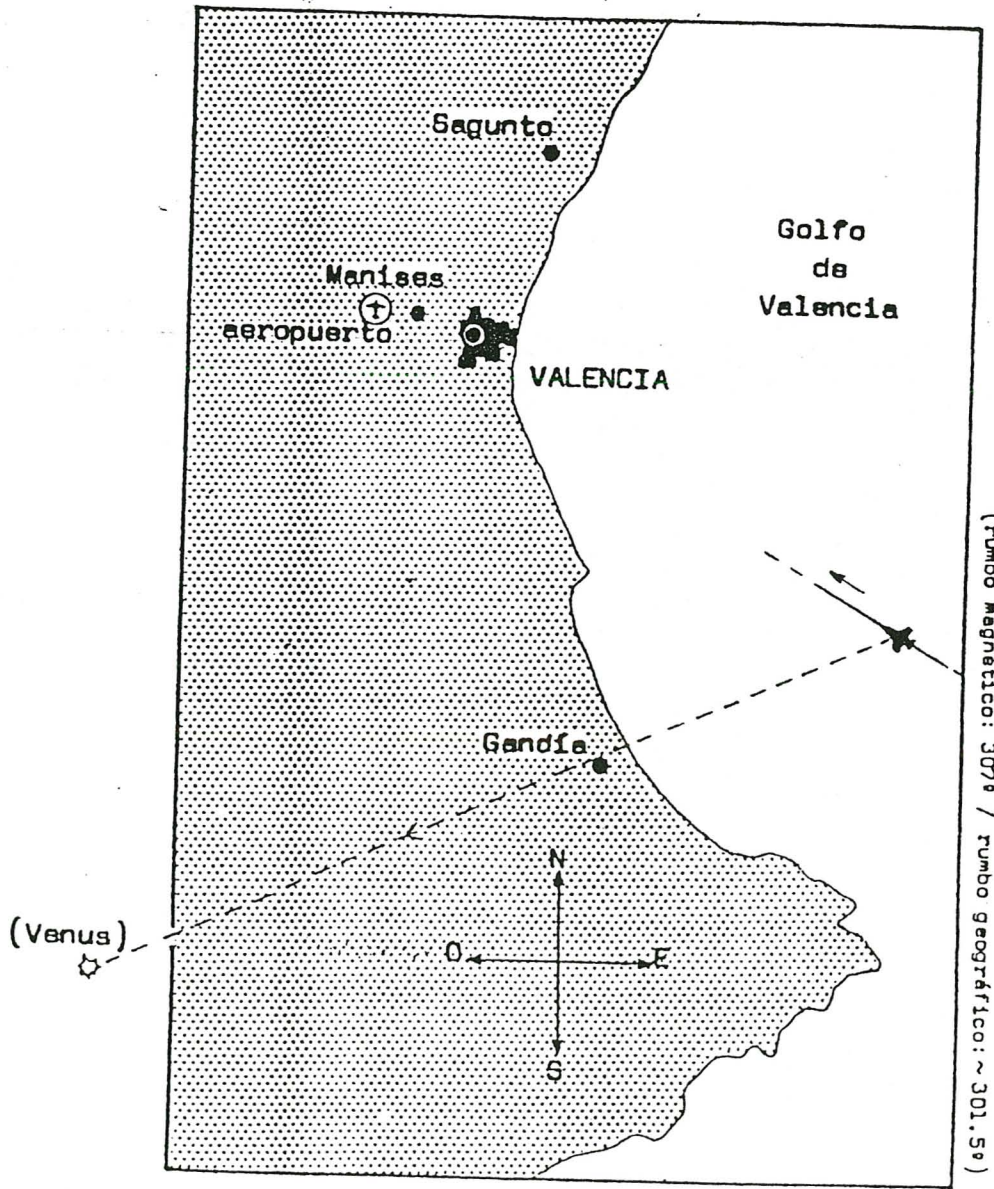 Sagunto
Golfo
de
Valencia
Manises
aeropuerto
VALENCIA
(rumbo magnético: 307º / rumbo geográfico: ~ 301.5º)
Gandía
N
(Venus)
O
E
S